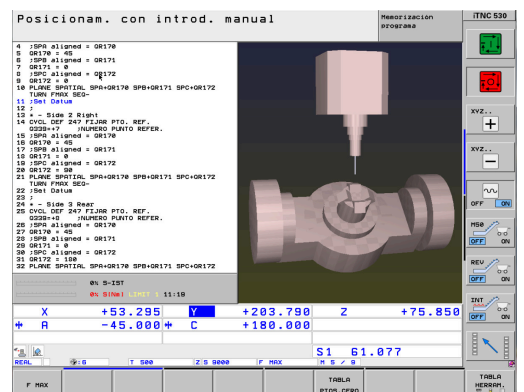 Posicionam. con introd. manual
Memorización
programa
iTNC 530
4 ;SPA aligned = QR170
5 QR170 = 45
6 ;SPB aligned = QR171
7 QR171 = 0
8 ;SPC aligned = QR172
9 QR172 = 0
10 PLANE SPATIAL SPA+QR170 SPB+QR171 SPC+QR172
TURN FMAX SEQ-
11 ;Set Datum
12 ;
13 * - Side 2 Right
14 CYCL DEF 247 FIJAR PTO. REF.
Q339=+7 ;NUMERO PUNTO REFER.
15 ;SPA aligned = QR170
16 QR170 = 45
17 ;SPB aligned = QR171
18 QR171 = 0
19 ;SPC aligned = QR172
20 QR172 = 90
21 PLANE SPATIAL SPA+QR170 SPB+QR171 SPC+QR172
TURN FMAX SEQ-
22 ;Set Datum
23 ;
24 * - Side 3 Rear
25 CYCL DEF 247 FIJAR PTO. REF.
Q339=+8 ;NUMERO PUNTO REFER.
26 ;SPA aligned = QR170
27 QR170 = 45
28 ;SPB aligned = QR171
29 QR171 = 0
30 ;SPC aligned = QR172
31 QR172 = 180
32 PLANE SPATIAL SPA+QR170 SPB+QR171 SPC+QR172
0% S-IST
0% S[Nm] LIMIT 1 11:19
X +53.295 Y +203.790 Z +75.850
A -45.000 C +180.000
S1 61.077
REAL :6 T 500 Z S 9000 F MAX M 5 / 9
F MAX
TABLA
PTOS.CERO
TABLA
HERRAM.
XYZ..
+
XYZ..
−
OFF ON
M50
OFF ON
REV
OFF ON
INT
OFF ON